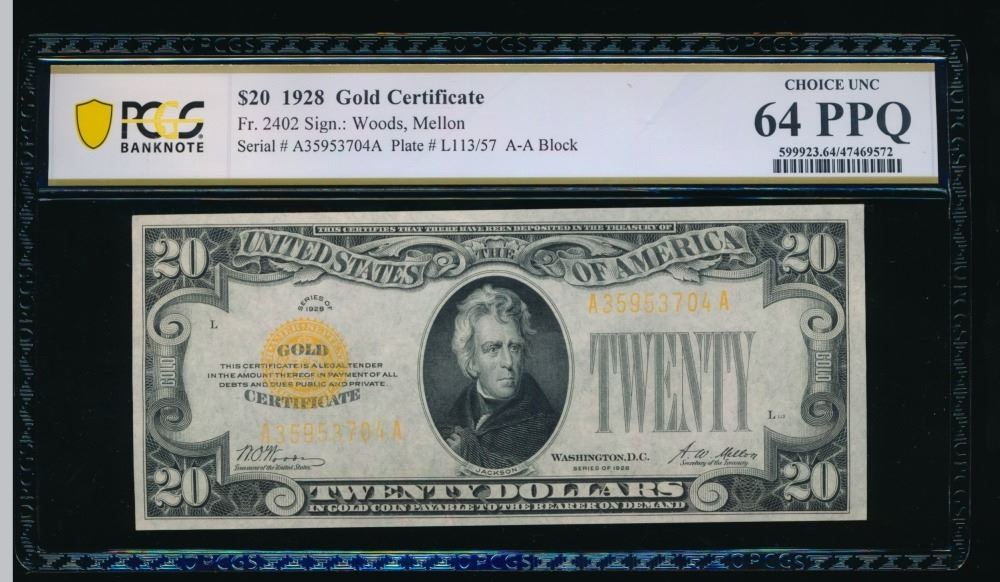 PCGS
BANKNOTE
$20 1928 Gold Certificate
Fr. 2402 Sign.: Woods, Mellon
Serial # A35953704A Plate # L113/57 A-A Block
CHOICE UNC
64 PPQ
599923.64/47469572
THIS CERTIFIES THAT THERE HAVE BEEN DEPOSITED IN THE TREASURY OF
20 UNITED STATES THE OF AMERICA 20
SERIES OF
1928
A35953704A
L
GOLD
THIS CERTIFICATE IS A LEGAL TENDER
IN THE AMOUNT THEREOF IN PAYMENT OF ALL
DEBTS AND DUES PUBLIC AND PRIVATE
CERTIFICATE
GOLD
TWENTY
GOLD
L
A35953704A
W.O. Woods
Treasurer of the United States
JACKSON
WASHINGTON, D.C.
SERIES OF 1928
A. W. Mellon
Secretary of the Treasury
20 TWENTY DOLLARS 20
IN GOLD COIN PAYABLE TO THE BEARER ON DEMAND